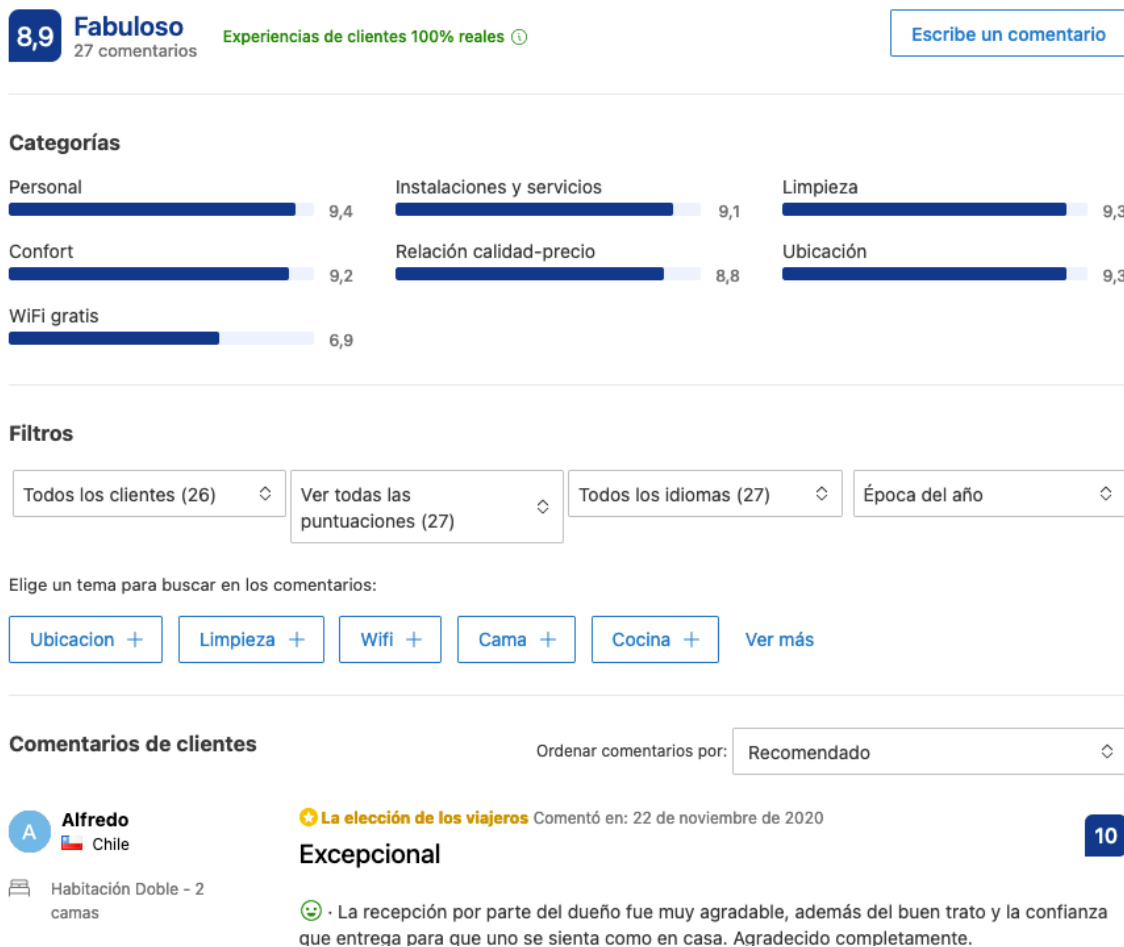 8,9 Fabuloso
27 comentarios
Experiencias de clientes 100% reales
Escribe un comentario
Categorías
Personal 9,4
Instalaciones y servicios 9,1
Limpieza 9,3
Confort 9,2
Relación calidad-precio 8,8
Ubicación 9,3
WiFi gratis 6,9
Filtros
Todos los clientes (26)
Ver todas las
puntuaciones (27)
Todos los idiomas (27)
Época del año
Elige un tema para buscar en los comentarios:
Ubicacion +
Limpieza +
Wifi +
Cama +
Cocina +
Ver más
Comentarios de clientes
Ordenar comentarios por: Recomendado
A Alfredo
Chile
Habitación Doble - 2
camas
La elección de los viajeros Comentó en: 22 de noviembre de 2020
Excepcional
10
· La recepción por parte del dueño fue muy agradable, además del buen trato y la confianza
que entrega para que uno se sienta como en casa. Agradecido completamente.